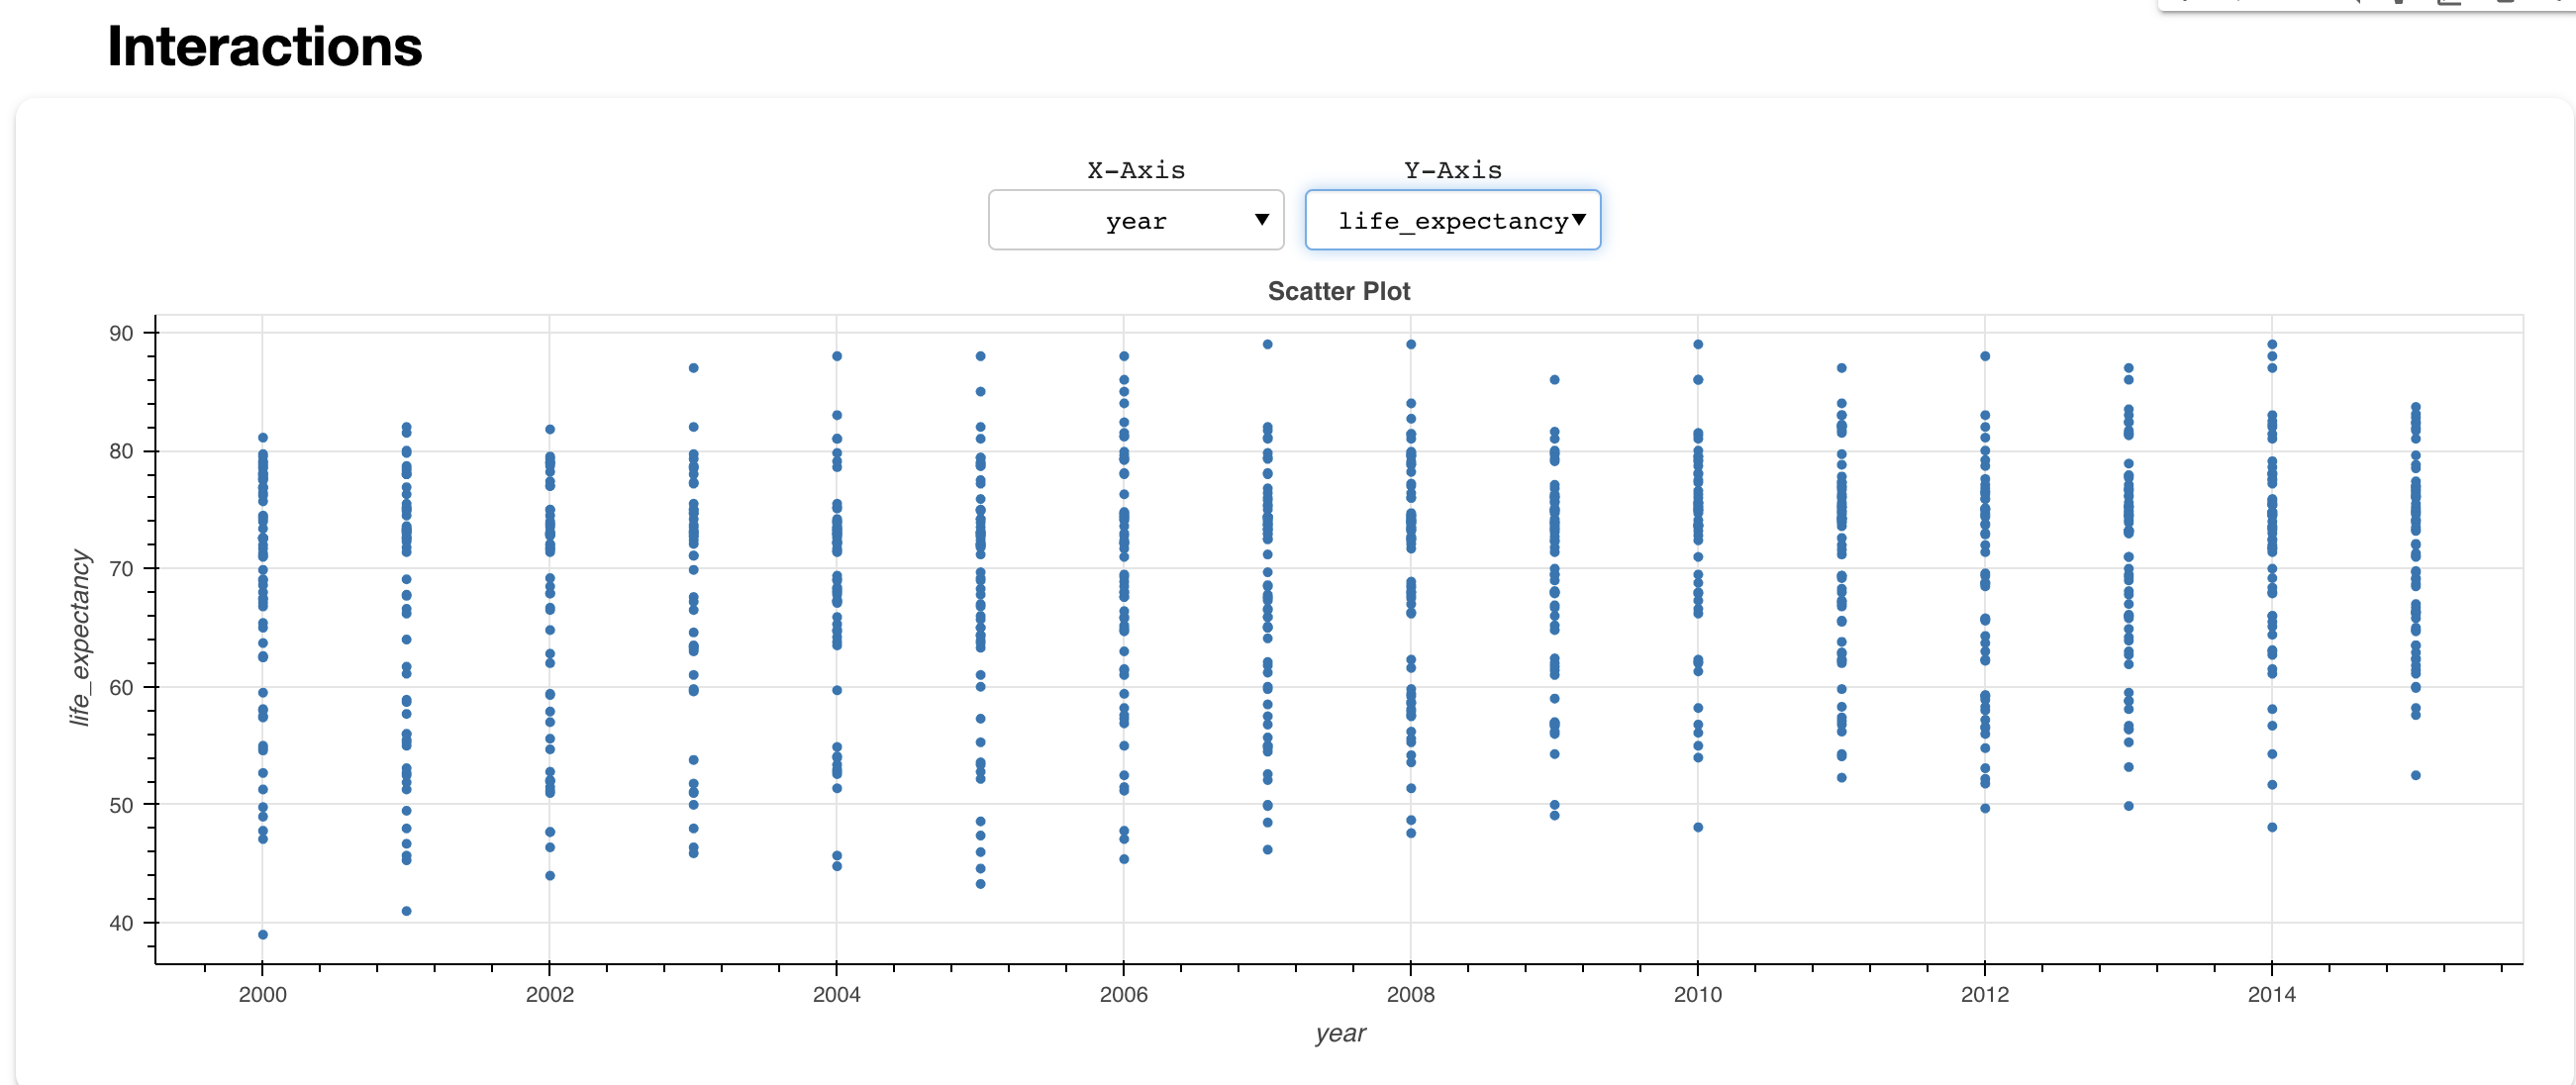 Interactions
X-Axis Y-Axis
year life_expectancy
Scatter Plot
90
80
70
60
50
40
life_expectancy
2000 2002 2004 2006 2008 2010 2012 2014
year